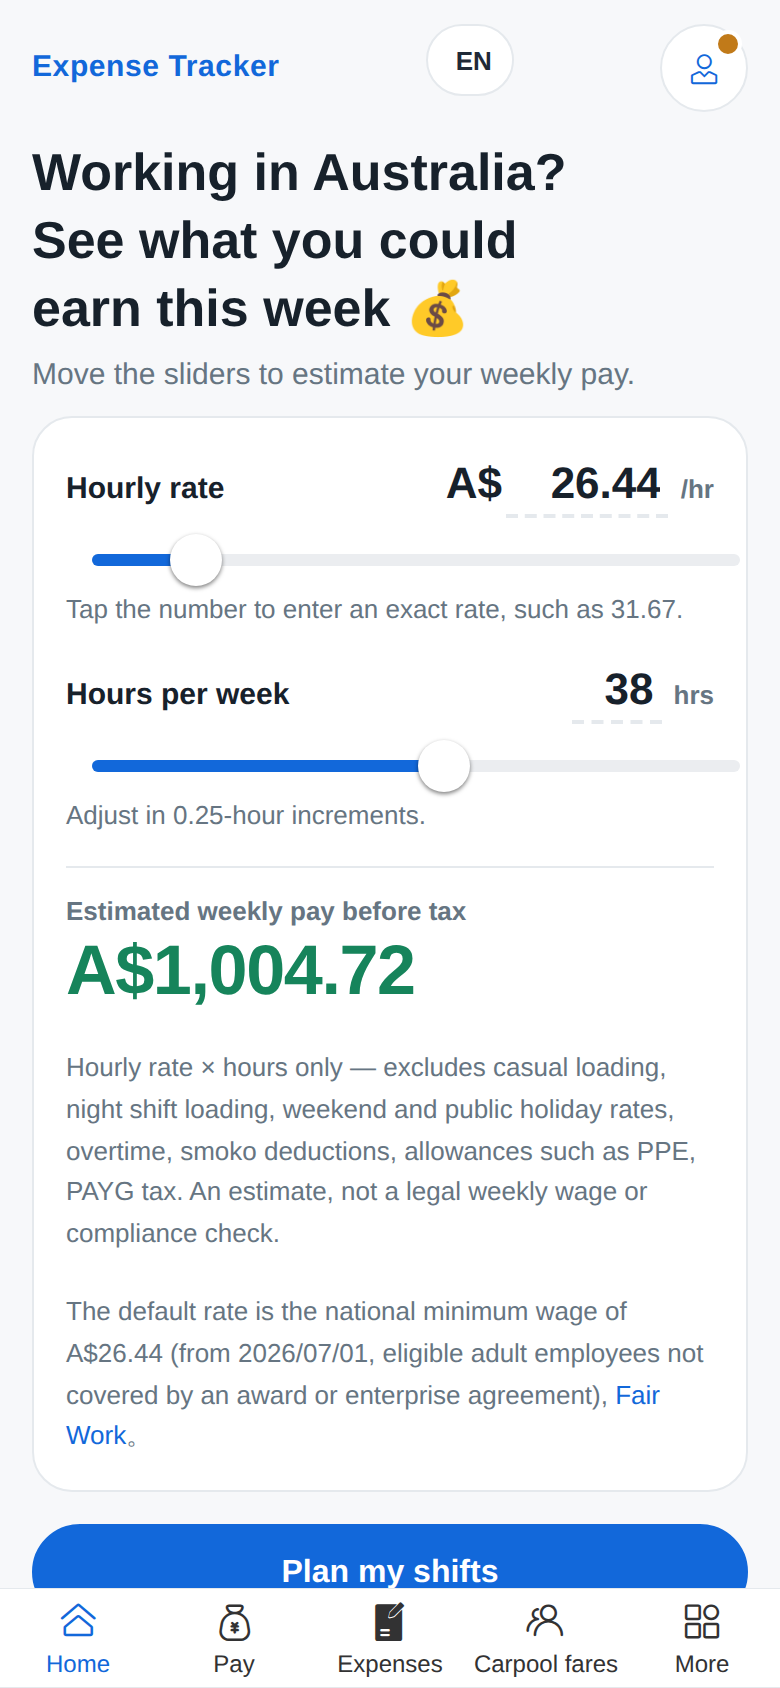 Expense Tracker
EN
Working in Australia?
See what you could
earn this week 💰
Move the sliders to estimate your weekly pay.
Hourly rate A$ 26.44 /hr
Tap the number to enter an exact rate, such as 31.67.
Hours per week 38 hrs
Adjust in 0.25-hour increments.
Estimated weekly pay before tax
A$1,004.72
Hourly rate × hours only — excludes casual loading,
night shift loading, weekend and public holiday rates,
overtime, smoko deductions, allowances such as PPE,
PAYG tax. An estimate, not a legal weekly wage or
compliance check.
The default rate is the national minimum wage of
A$26.44 (from 2026/07/01, eligible adult employees not
covered by an award or enterprise agreement), Fair
Work。
Plan my shifts
Home Pay Expenses Carpool fares More